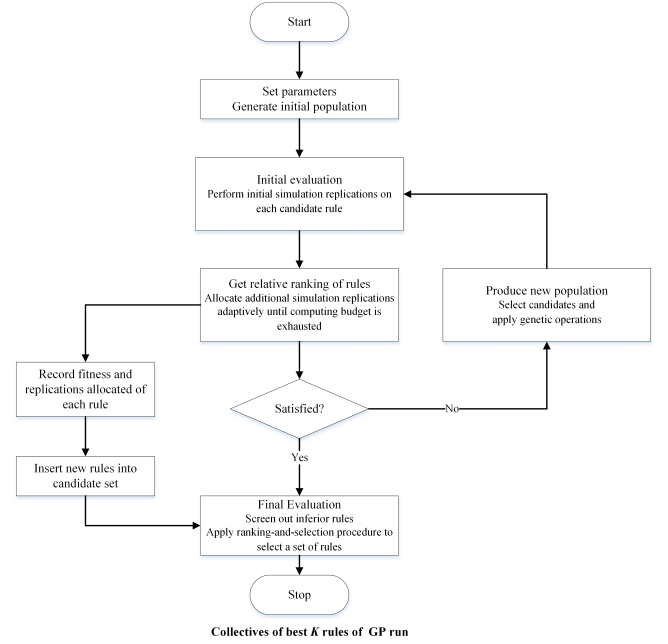 Start
Set parameters
Generate initial population
Initial evaluation
Perform initial simulation replications on
each candidate rule
Get relative ranking of rules
Allocate additional simulation replications
adaptively until computing budget is
exhausted
Produce new population
Select candidates and
apply genetic operations
Record fitness and
replications allocated of
each rule
Satisfied?
No
Yes
Insert new rules into
candidate set
Final Evaluation
Screen out inferior rules
Apply ranking-and-selection procedure to
select a set of rules
Stop
Collectives of best K rules of GP run